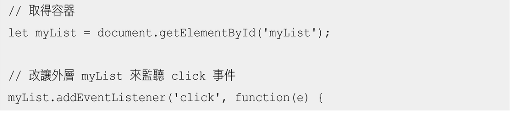 // 取得容器
let myList = document.getElementById('myList');
// 改讓外層 myList 來監聽 click 事件
myList.addEventListener('click', function(e) {